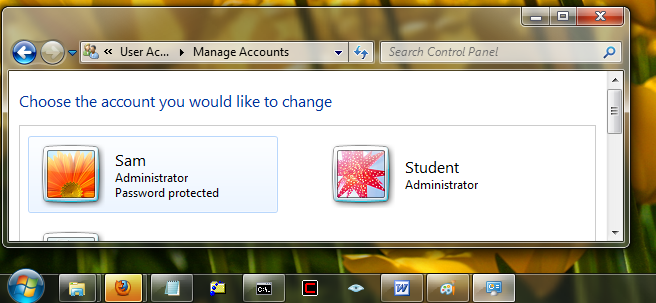 « User Ac... ▸ Manage Accounts
Search Control Panel
Choose the account you would like to change
Sam
Administrator
Password protected
Student
Administrator
C:\.
C
W